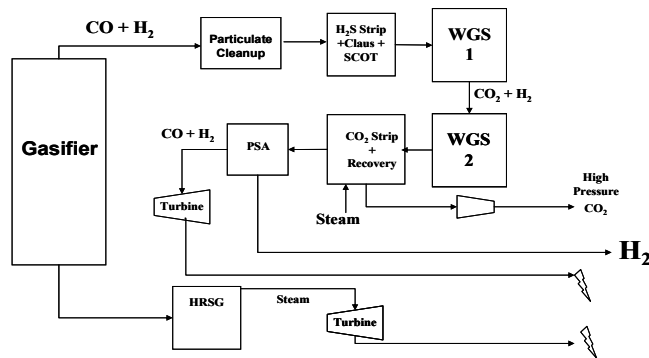 CO + H₂
Particulate
Cleanup
H₂S Strip
+Claus +
SCOT
WGS
1
CO₂ + H₂
Gasifier
CO + H₂
PSA
CO₂ Strip
+
Recovery
WGS
2
High
Pressure
CO₂
Turbine
Steam
H₂
HRSG
Steam
Turbine